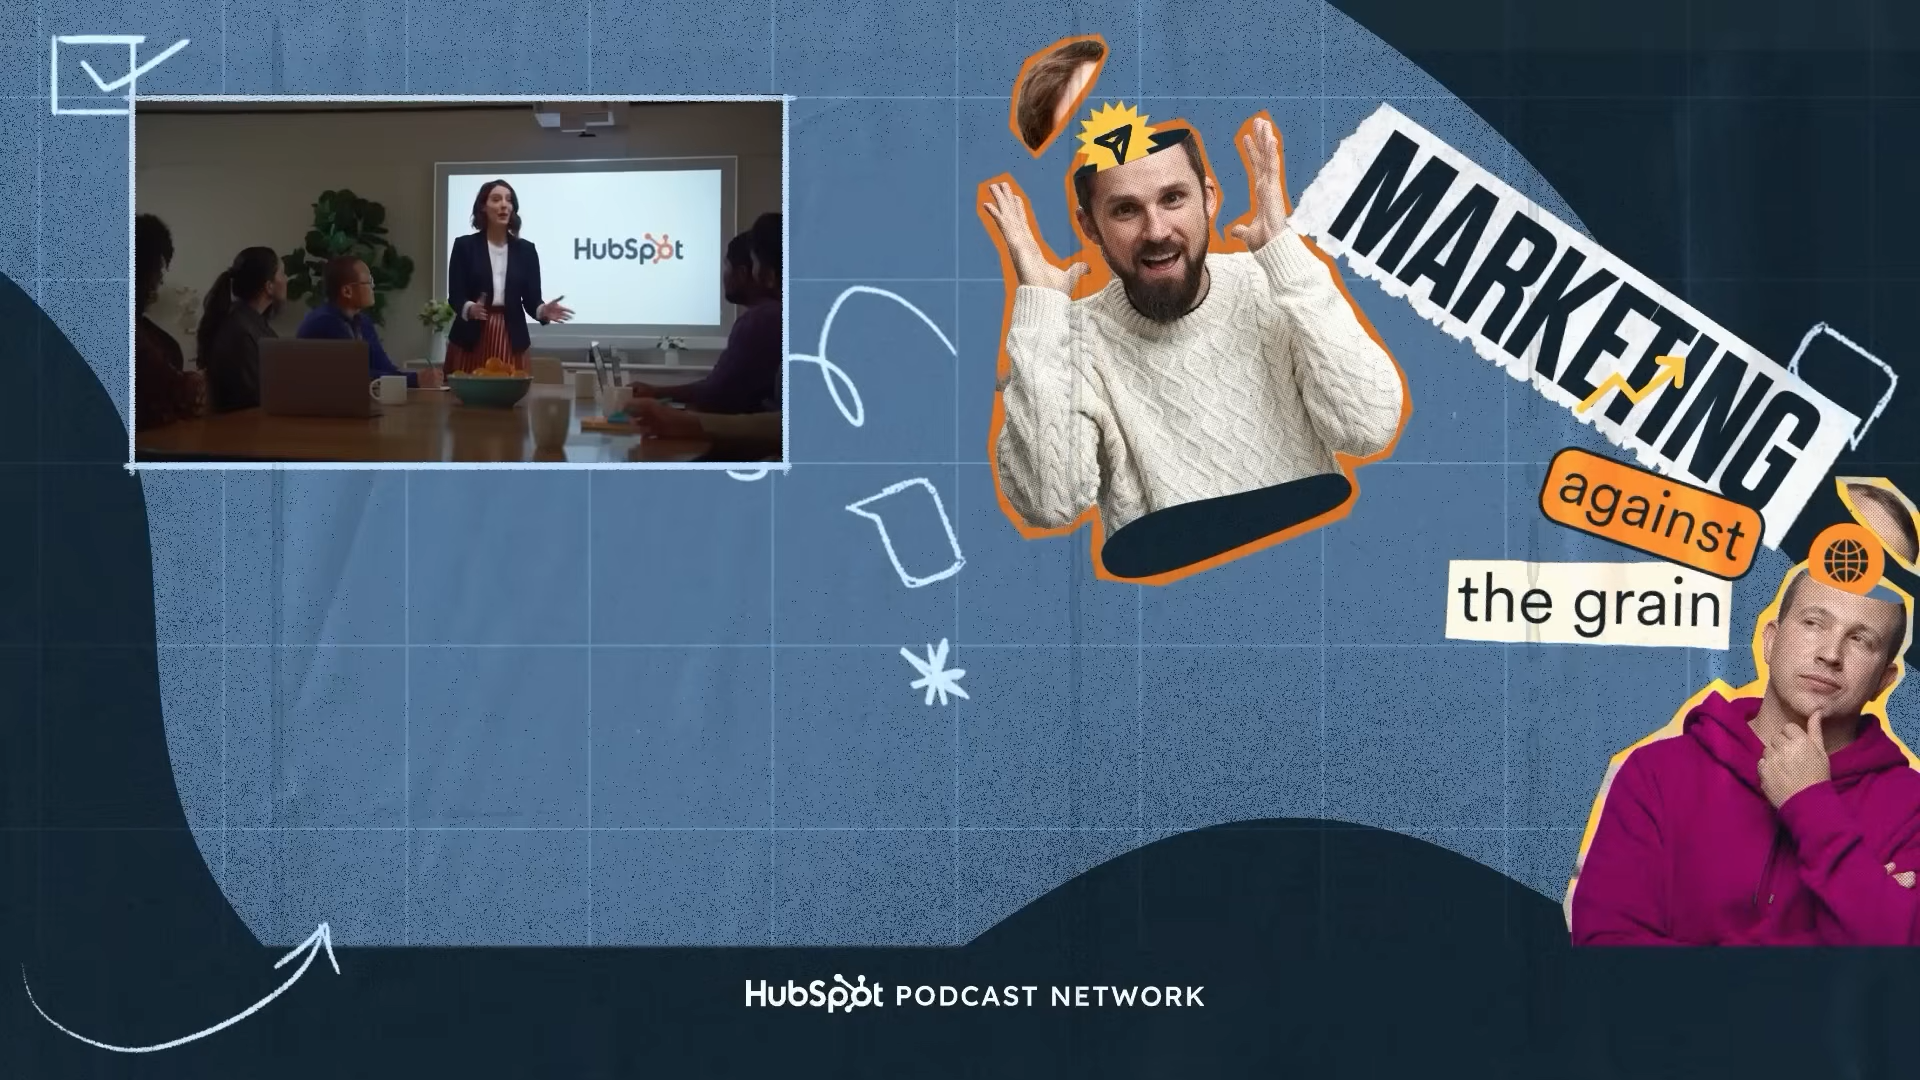 HubSpot
MARKETING
against
the grain
HubSpot PODCAST NETWORK